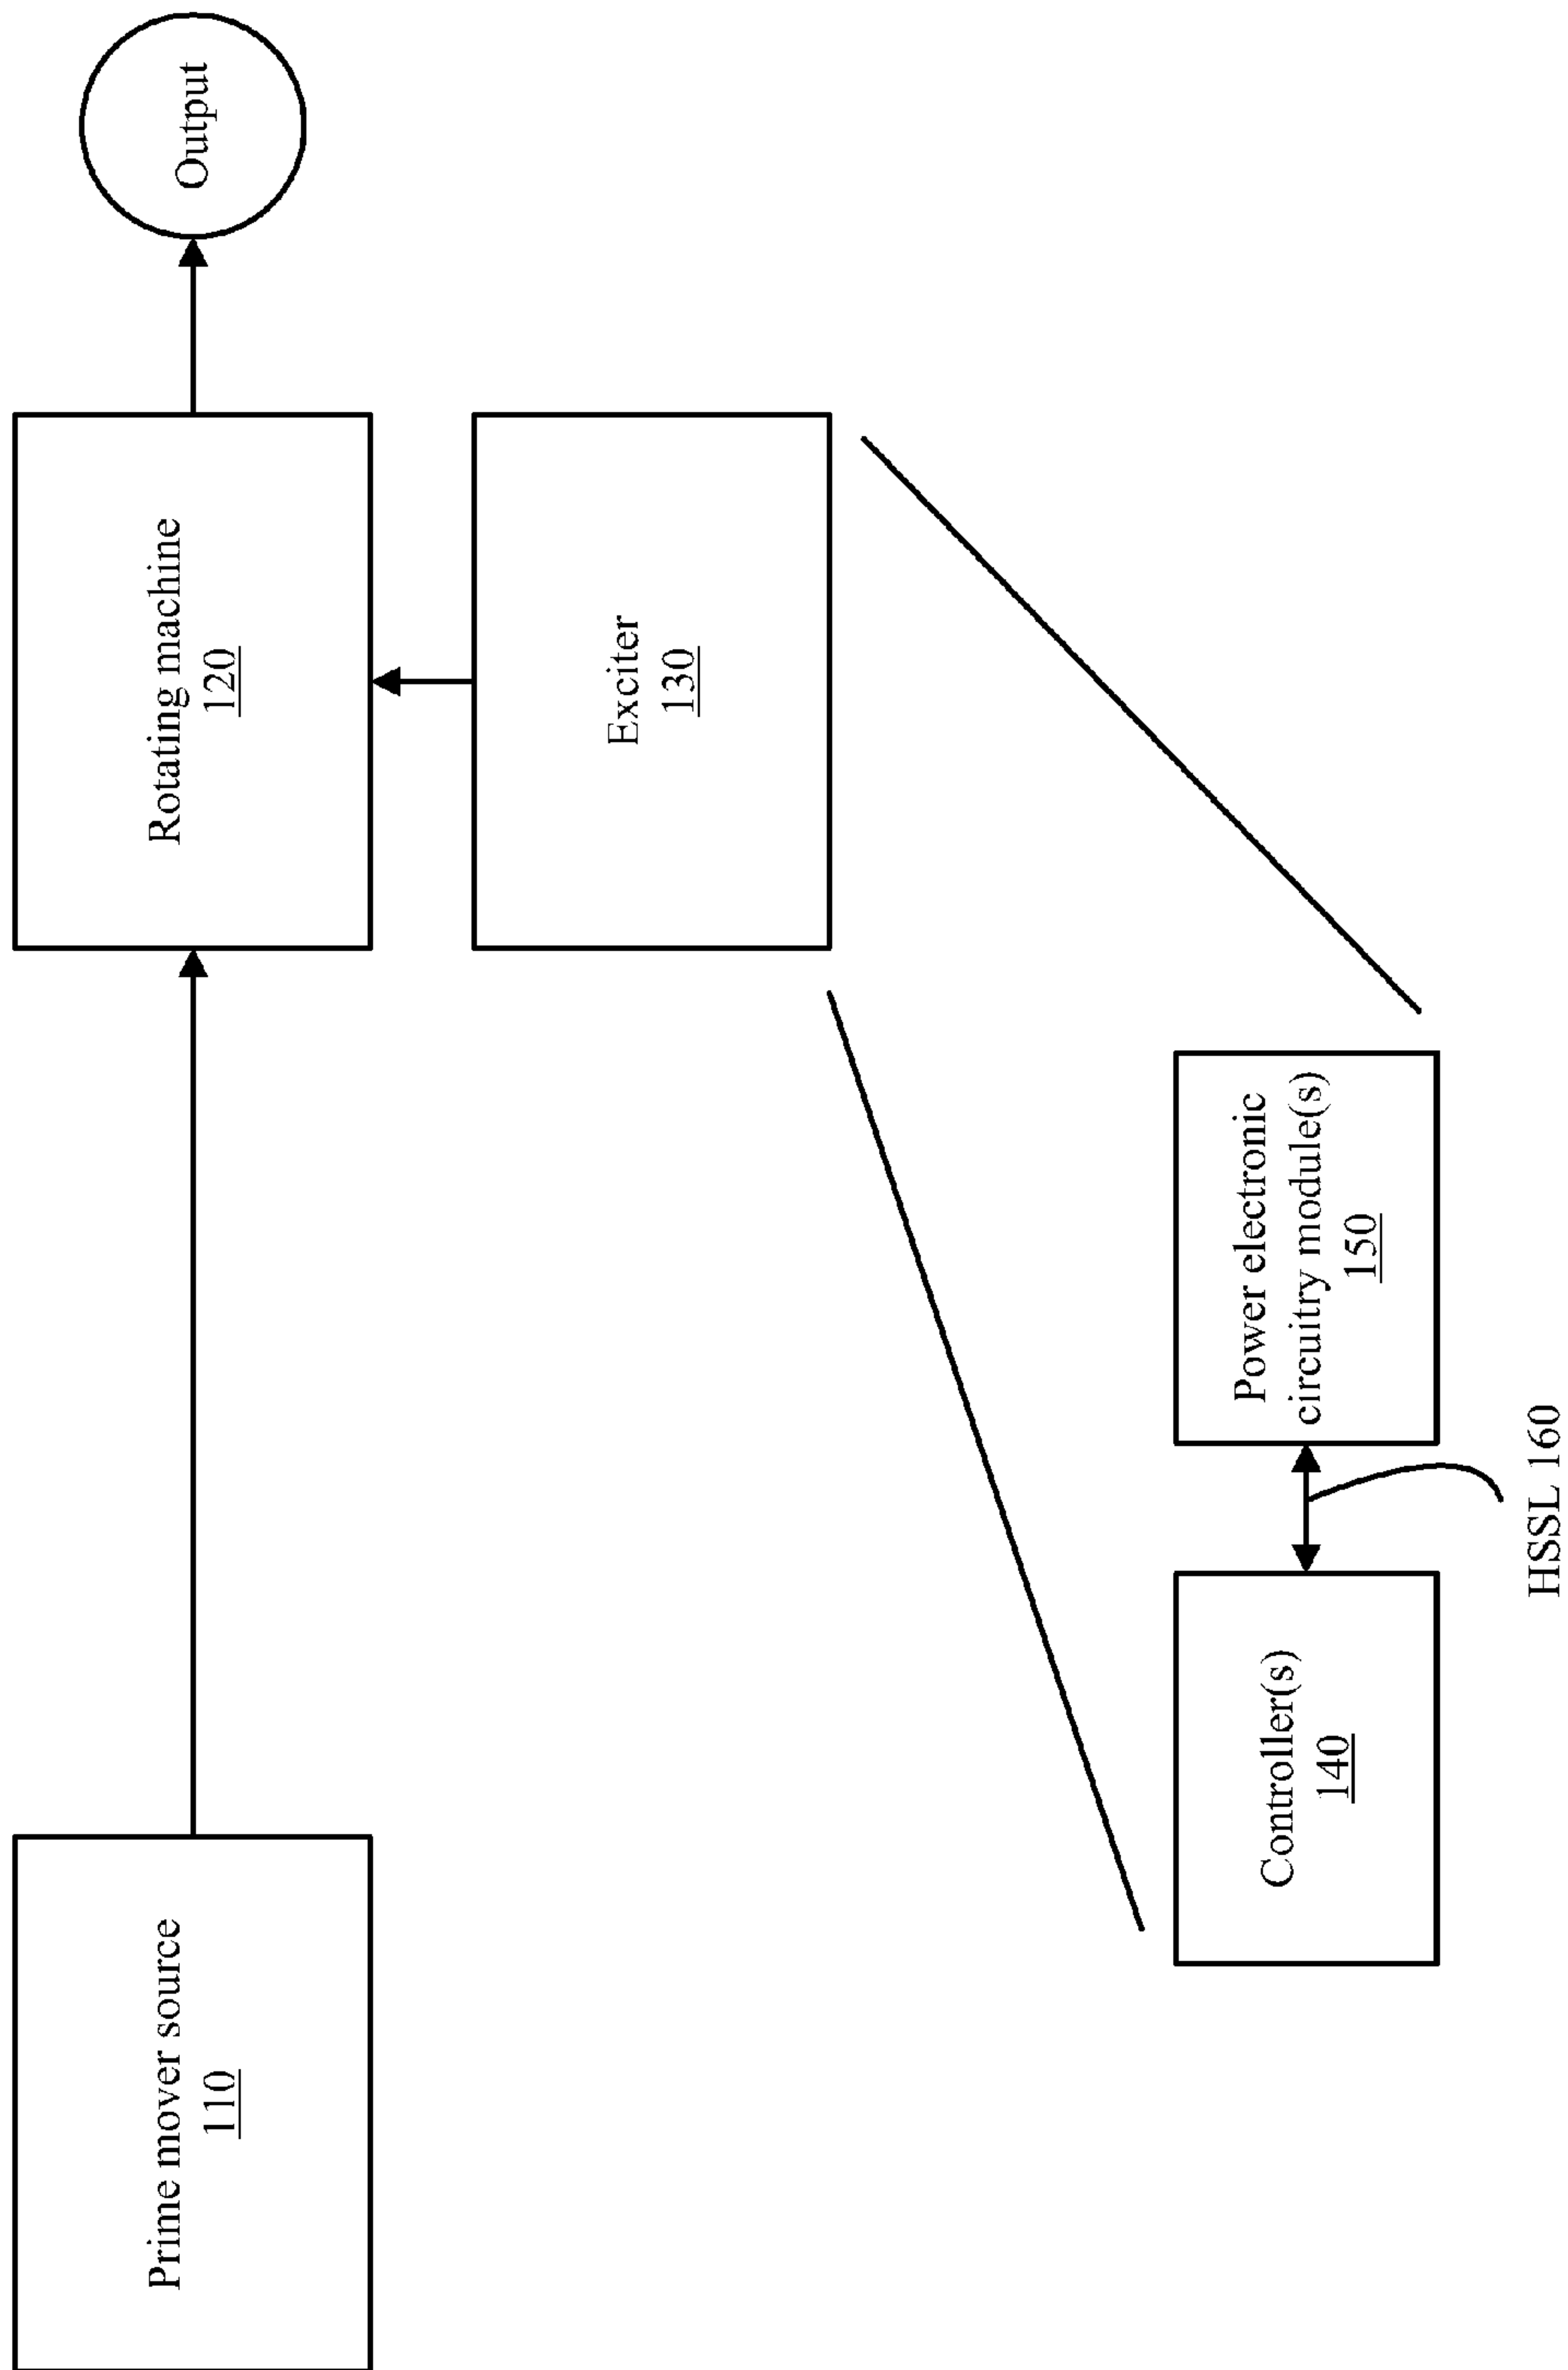 Prime mover source
110
Rotating machine
120
Output
Exciter
130
Controller(s)
140
Power electronic
circuitry module(s)
150
HSSL 160